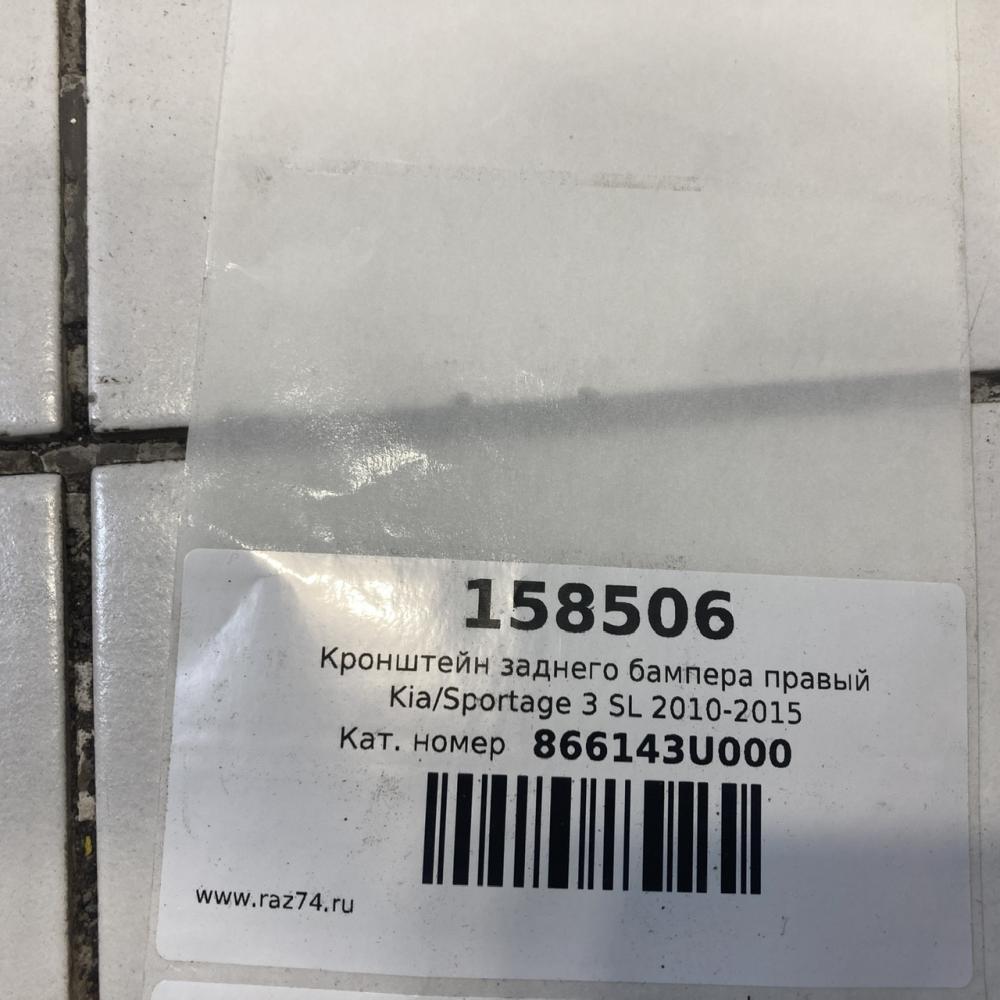 158506
Кронштейн заднего бампера правый
Kia/Sportage 3 SL 2010-2015
Кат. номер 866143U000
www.raz74.ru